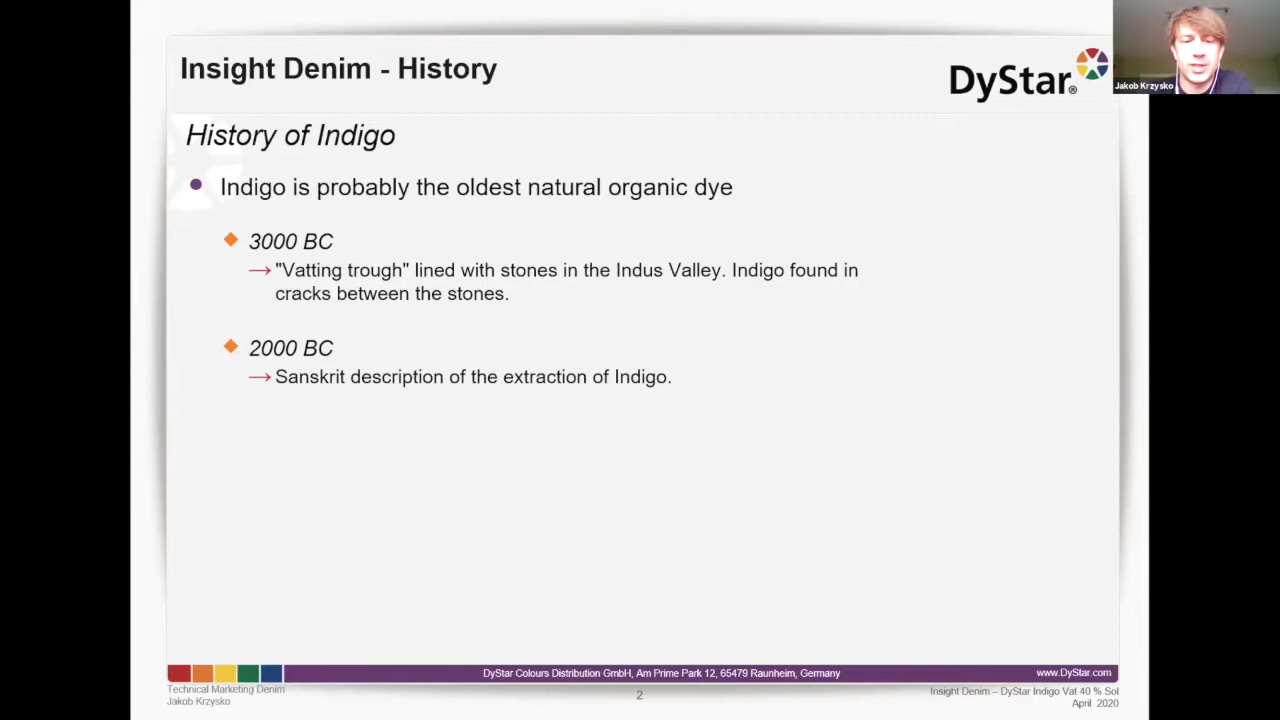 Insight Denim - History
DyStar®
Jakob Krzysko
History of Indigo
Indigo is probably the oldest natural organic dye
3000 BC
→ "Vatting trough" lined with stones in the Indus Valley. Indigo found in
cracks between the stones.
2000 BC
→ Sanskrit description of the extraction of Indigo.
DyStar Colours Distribution GmbH, Am Prime Park 12, 65479 Raunheim, Germany
www.DyStar.com
Technical Marketing Denim
Jakob Krzysko
2
Insight Denim – DyStar Indigo Vat 40 % Sol
April 2020